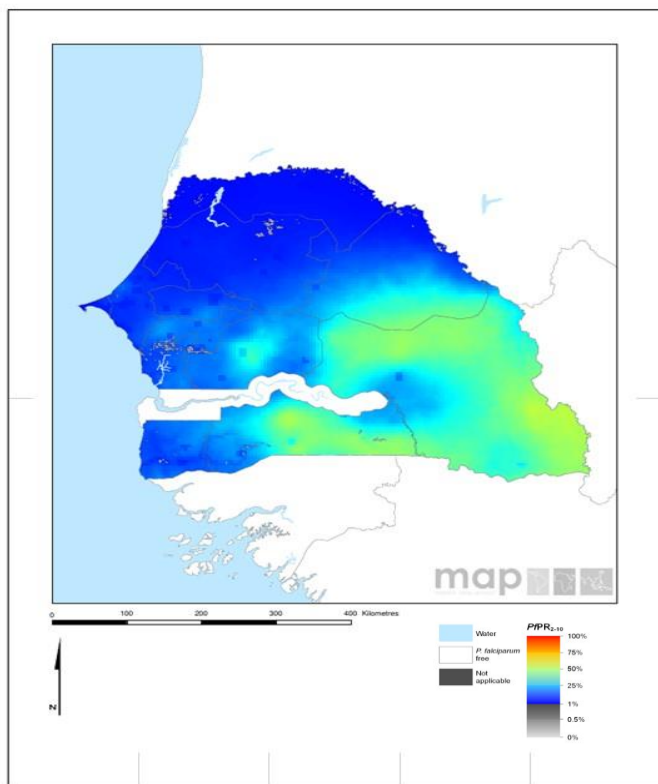 map
0 100 200 300 400 Kilometres
N
Water
P. falciparum
free
Not
applicable
PfPR2-10
100%
75%
50%
25%
1%
0.5%
0%